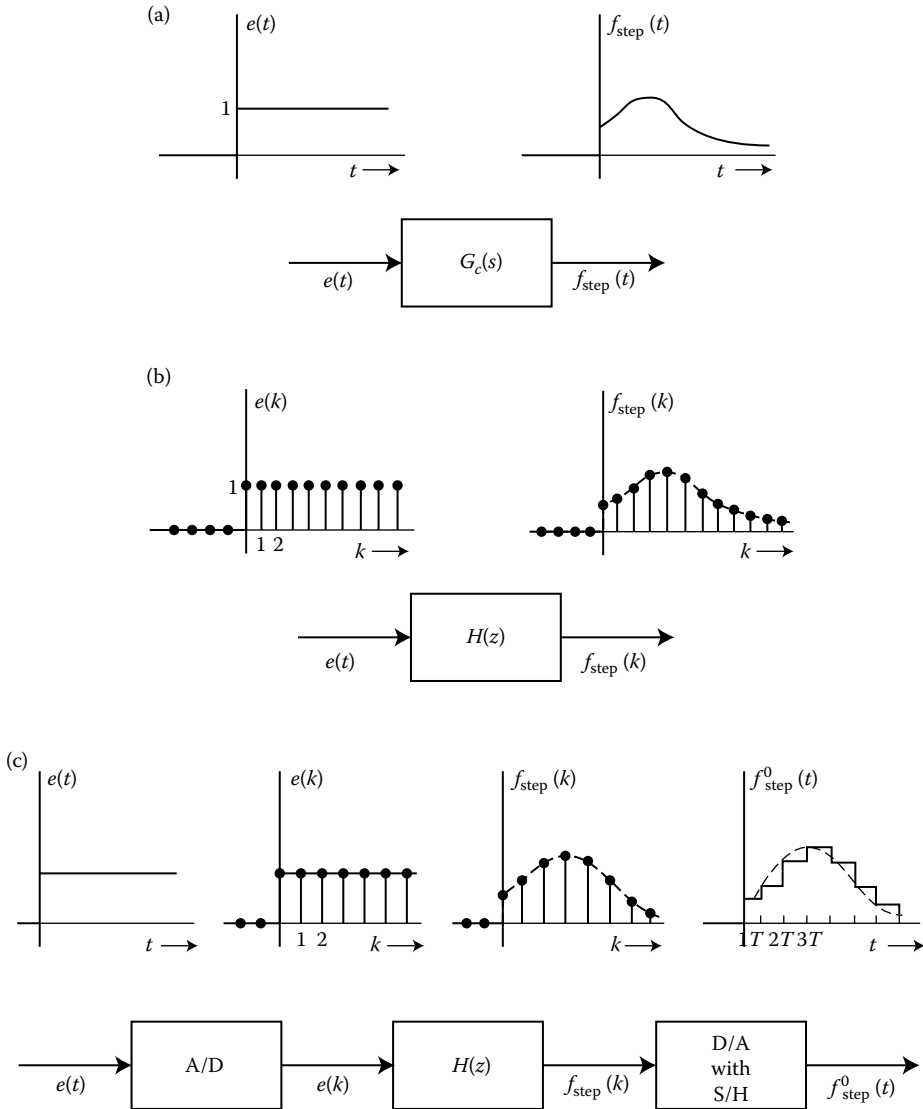 (a)
e(t)
f_step (t)
1
t
t
G_c(s)
e(t)
f_step (t)
(b)
e(k)
f_step (k)
1
1 2
k
k
H(z)
e(t)
f_step (k)
(c)
e(t)
e(k)
f_step (k)
f^0_step (t)
t
1 2
k
k
1T 2T 3T
t
A/D
H(z)
D/A
with
S/H
e(t)
e(k)
f_step (k)
f^0_step (t)